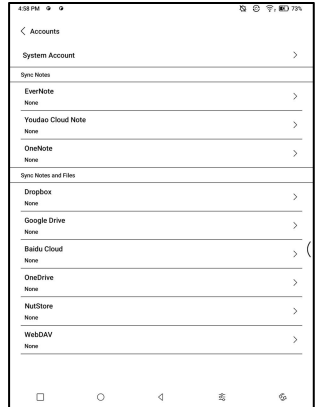 4:58 PM 73%
Accounts
System Account
Sync Notes
EverNote
None
Youdao Cloud Note
None
OneNote
None
Sync Notes and Files
Dropbox
None
Google Drive
None
Baidu Cloud
None
OneDrive
None
NutStore
None
WebDAV
None